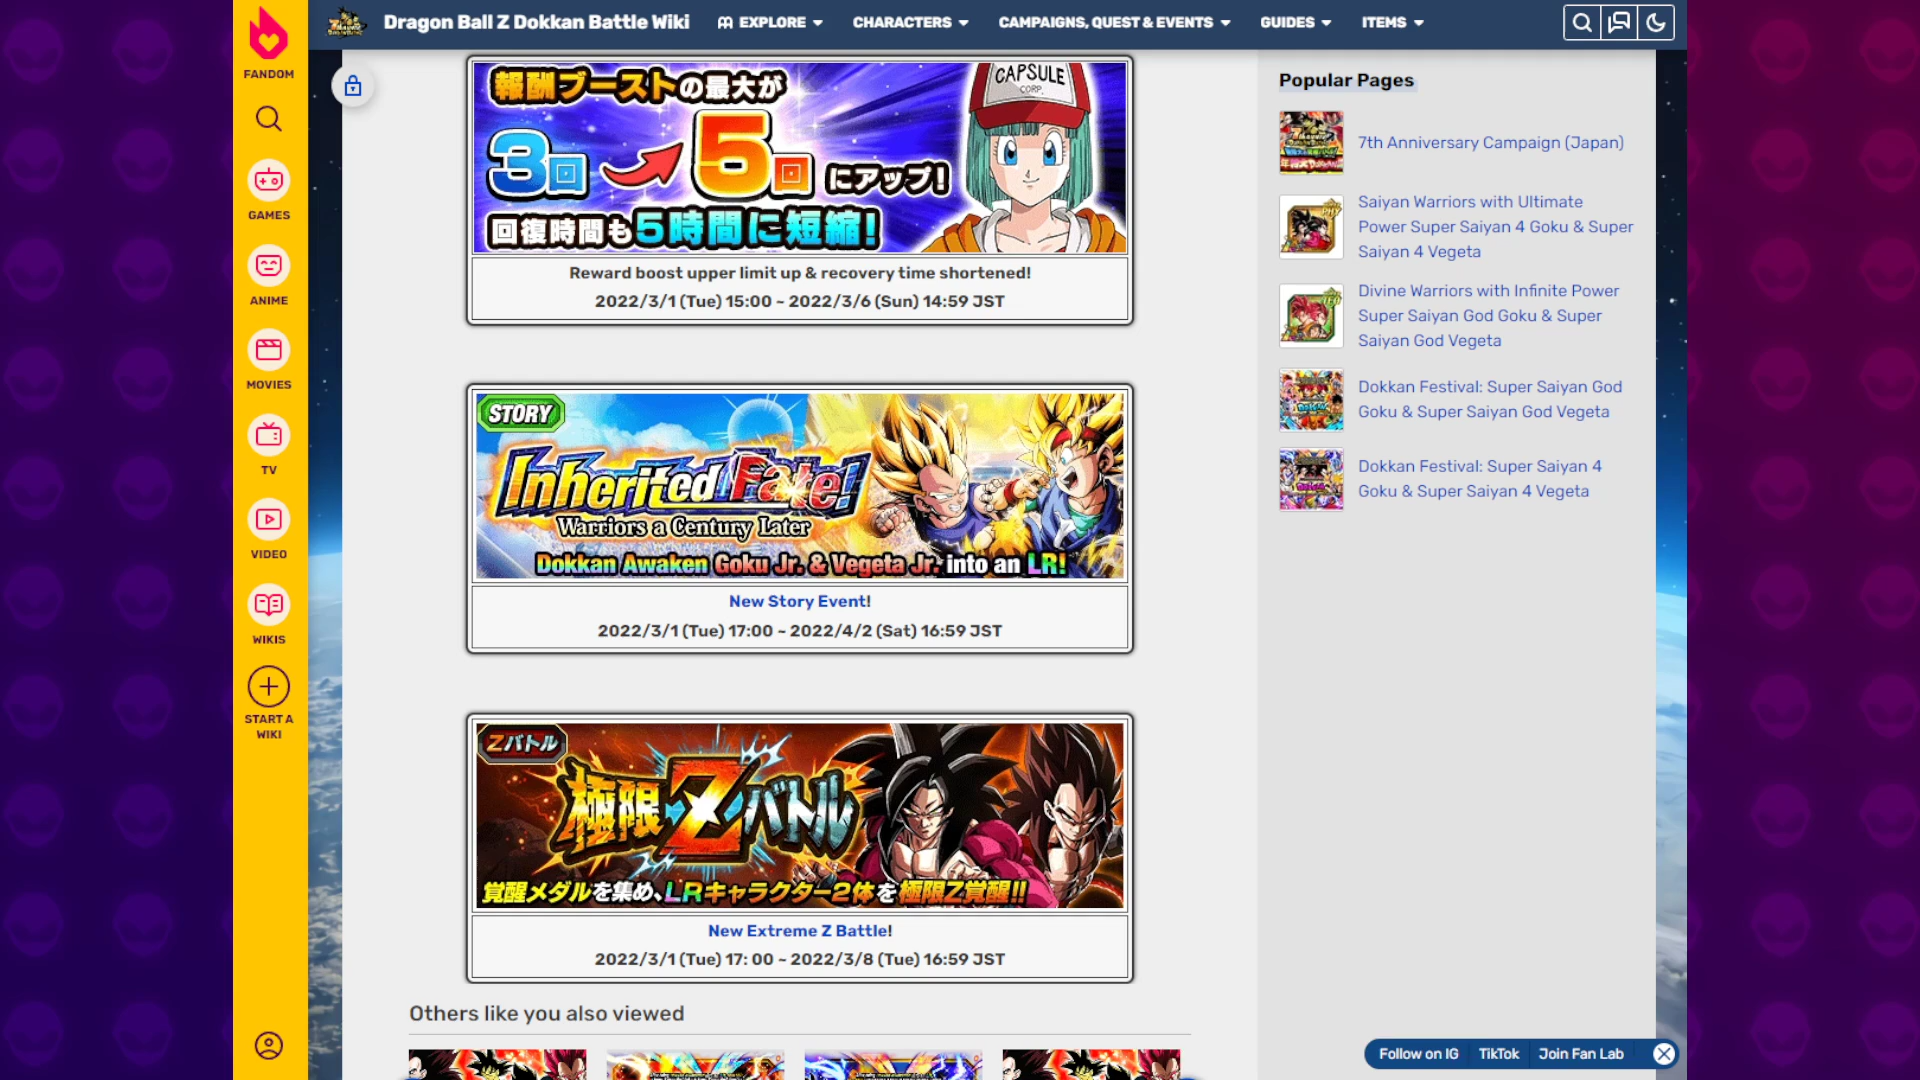 FANDOM
GAMES
ANIME
MOVIES
TV
VIDEO
WIKIS
START A
WIKI
Dragon Ball Z Dokkan Battle Wiki
EXPLORE
CHARACTERS
CAMPAIGNS, QUEST & EVENTS
GUIDES
ITEMS
報酬ブーストの最大が
3回 5回 にアップ!
回復時間も5時間に短縮!
CAPSULE
CORP.
Reward boost upper limit up & recovery time shortened!
2022/3/1 (Tue) 15:00 ~ 2022/3/6 (Sun) 14:59 JST
STORY
Inherited Fate!
Warriors a Century Later
Dokkan Awaken Goku Jr. & Vegeta Jr. into an LR!
New Story Event!
2022/3/1 (Tue) 17:00 ~ 2022/4/2 (Sat) 16:59 JST
Zバトル
極限Zバトル
覚醒メダルを集め、LRキャラクター2体を極限Z覚醒!!
New Extreme Z Battle!
2022/3/1 (Tue) 17: 00 ~ 2022/3/8 (Tue) 16:59 JST
Others like you also viewed
Popular Pages
7th Anniversary Campaign (Japan)
Saiyan Warriors with Ultimate
Power Super Saiyan 4 Goku & Super
Saiyan 4 Vegeta
Divine Warriors with Infinite Power
Super Saiyan God Goku & Super
Saiyan God Vegeta
Dokkan Festival: Super Saiyan God
Goku & Super Saiyan God Vegeta
Dokkan Festival: Super Saiyan 4
Goku & Super Saiyan 4 Vegeta
Follow on IG
TikTok
Join Fan Lab